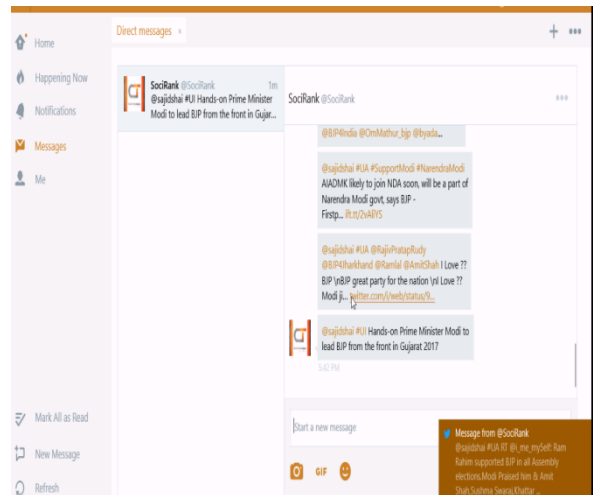 Direct messages ×
Home
Happening Now
Notifications
Messages
Me
Mark All as Read
New Message
Refresh
SociRank @SociRank 1m
@sajidshai #UI Hands-on Prime Minister
Modi to lead BJP from the front in Gujar...
SociRank @SociRank
@BJP4India @OmMathur_bjp @byada...
@sajidshai #UA #SupportModi #NarendraModi
AIADMK likely to join NDA soon, will be a part of
Narendra Modi govt, says BJP -
Firstp... ift.tt/2vAliYS
@sajidshai #UA @RajivPratapRudy
@BJP4Jharkhand @Ramlal @AmitShah I Love ??
BJP \nBJP great party for the nation \nI Love ??
Modi ji... twitter.com/i/web/status/9...
@sajidshai #UI Hands-on Prime Minister Modi to
lead BJP from the front in Gujarat 2017
5:42 PM
Start a new message
GIF
Message from @SociRank
@sajidshai #UA RT @i_me_my5elf: Ram
Rahim supported BJP in all Assembly
elections.Modi Praised him & Amit
Shah,Sushma Swaraj,Khattar ...